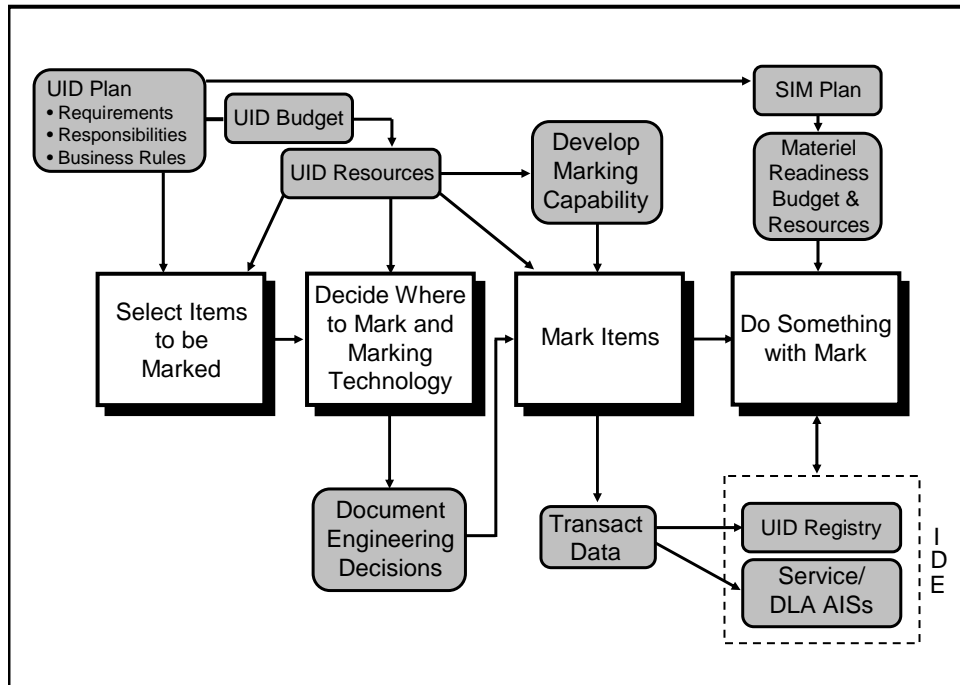 UID Plan
• Requirements
• Responsibilities
• Business Rules
UID Budget
SIM Plan
UID Resources
Develop
Marking
Capability
Materiel
Readiness
Budget &
Resources
Select Items
to be
Marked
Decide Where
to Mark and
Marking
Technology
Mark Items
Do Something
with Mark
Document
Engineering
Decisions
Transact
Data
UID Registry
Service/
DLA AISs
I
D
E